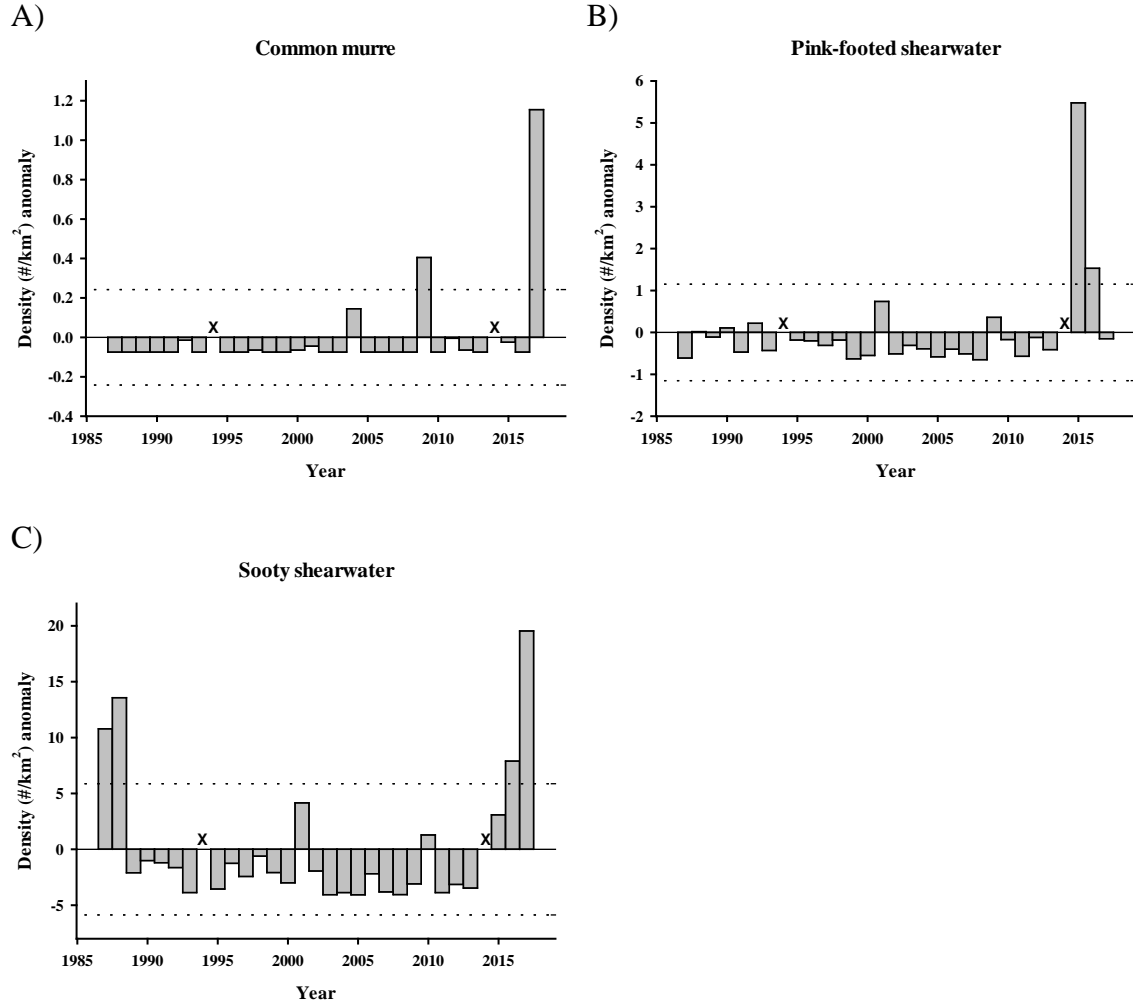 A)
Common murre
Density (#/km²) anomaly
1.2
1.0
0.8
0.6
0.4
0.2
0.0
-0.2
-0.4
X
X
1985 1990 1995 2000 2005 2010 2015
Year
B)
Pink-footed shearwater
Density (#/km²) anomaly
6
5
4
3
2
1
0
-1
-2
X
X
1985 1990 1995 2000 2005 2010 2015
Year
C)
Sooty shearwater
Density (#/km²) anomaly
20
15
10
5
0
-5
X
X
1985 1990 1995 2000 2005 2010 2015
Year